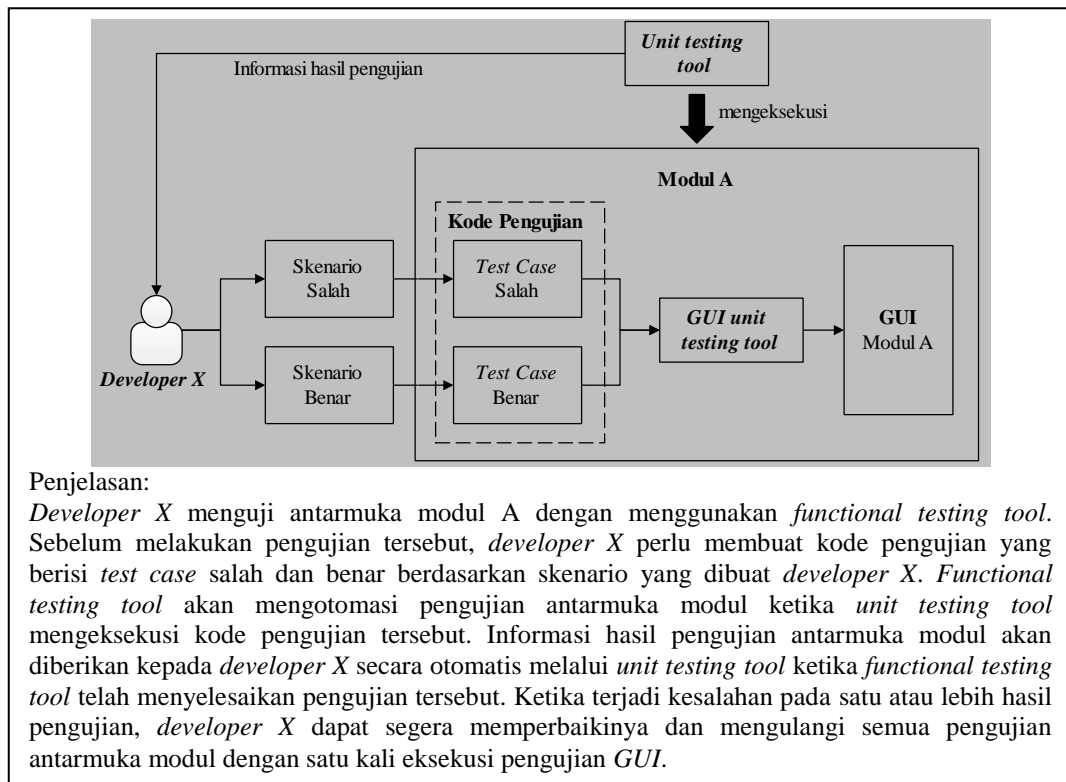 Unit testing
tool
Informasi hasil pengujian
mengeksekusi
Modul A
Kode Pengujian
Skenario
Salah
Test Case
Salah
GUI unit
testing tool
GUI
Modul A
Developer X
Skenario
Benar
Test Case
Benar
Penjelasan:
Developer X menguji antarmuka modul A dengan menggunakan functional testing tool.
Sebelum melakukan pengujian tersebut, developer X perlu membuat kode pengujian yang
berisi test case salah dan benar berdasarkan skenario yang dibuat developer X. Functional
testing tool akan mengotomasi pengujian antarmuka modul ketika unit testing tool
mengeksekusi kode pengujian tersebut. Informasi hasil pengujian antarmuka modul akan
diberikan kepada developer X secara otomatis melalui unit testing tool ketika functional testing
tool telah menyelesaikan pengujian tersebut. Ketika terjadi kesalahan pada satu atau lebih hasil
pengujian, developer X dapat segera memperbaikinya dan mengulangi semua pengujian
antarmuka modul dengan satu kali eksekusi pengujian GUI.